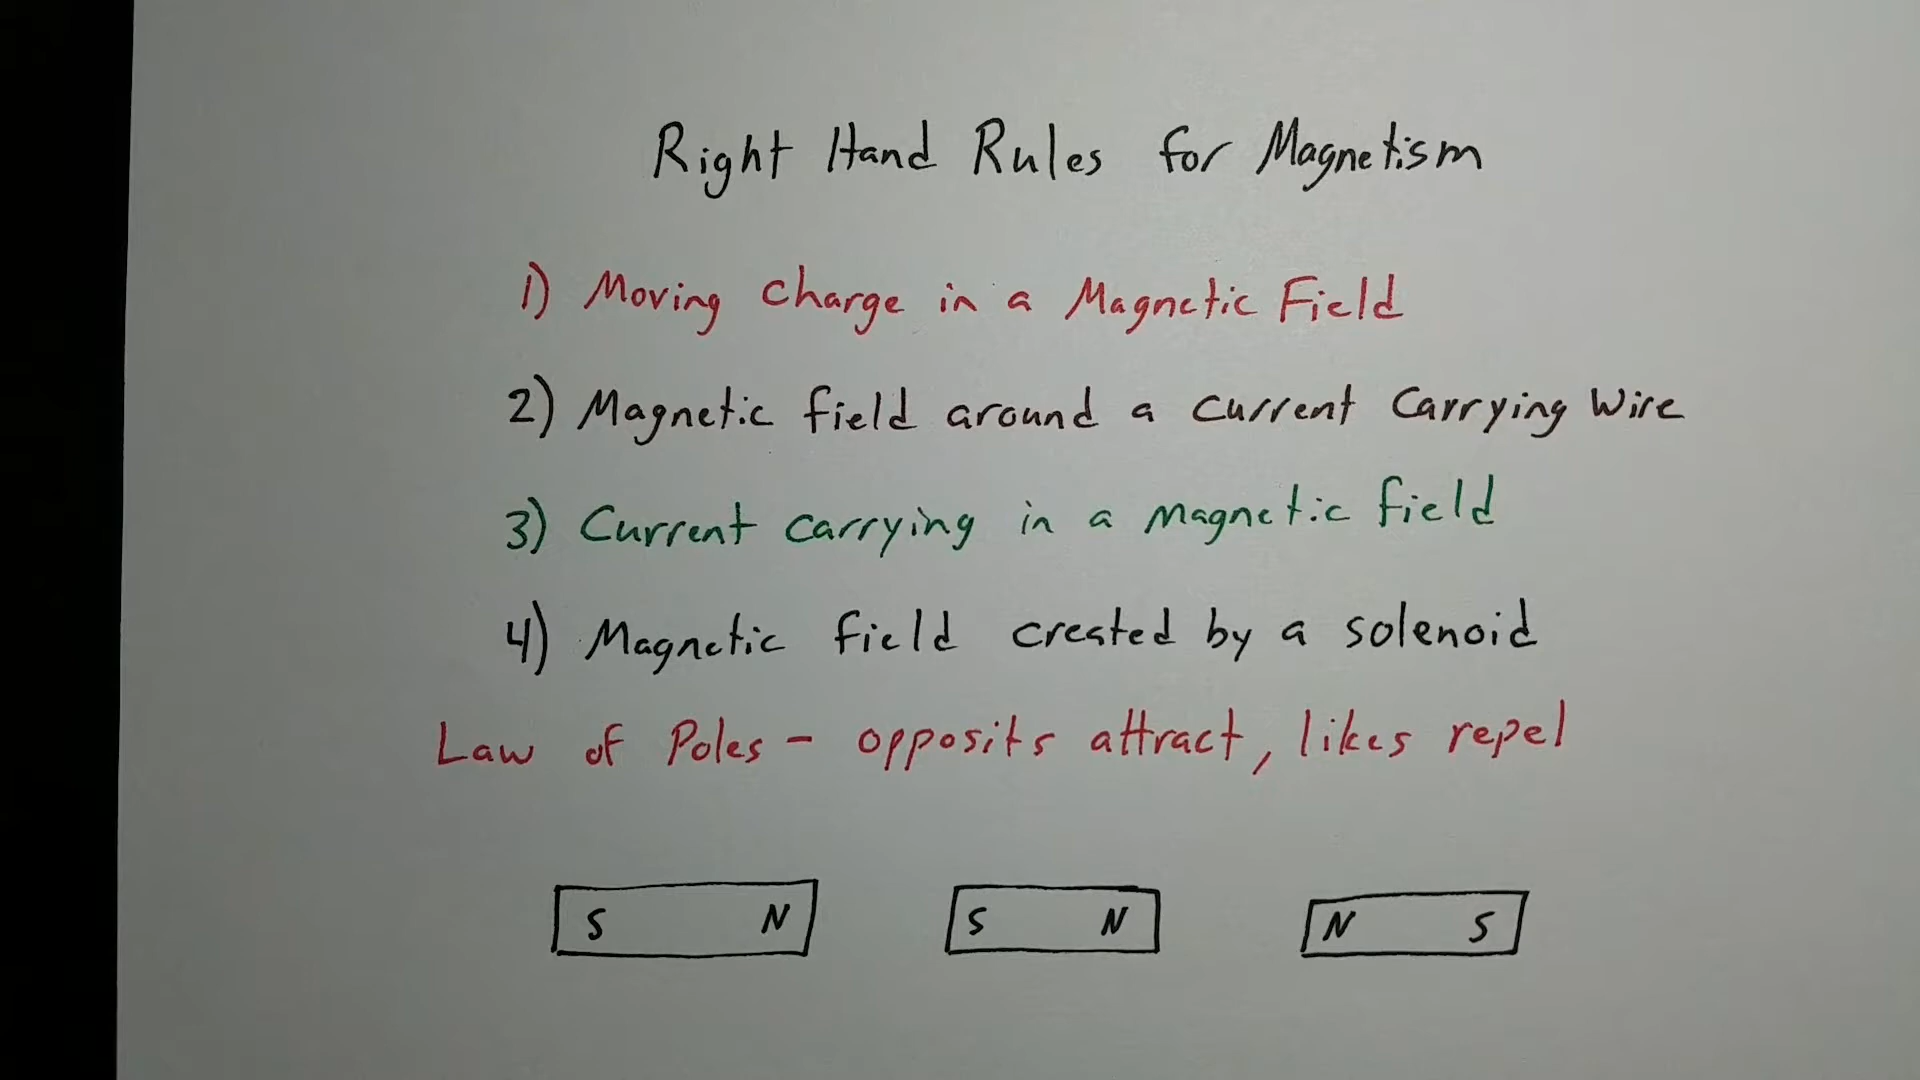 Right Hand Rules for Magnetism
1) Moving Charge in a Magnetic Field
2) Magnetic field around a current Carrying Wire
3) Current carrying in a magnetic field
4) Magnetic field created by a solenoid
Law of Poles - opposits attract, likes repel
S N S N N S